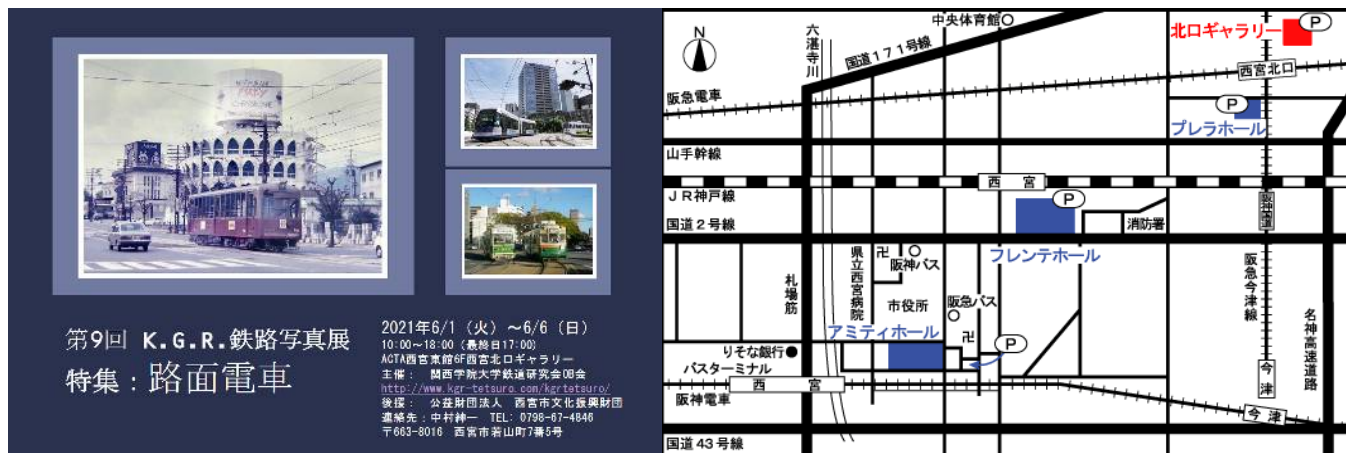 第9回 K.G.R.鉄路写真展
特集：路面電車
2021年6/1（火）～6/6（日）
10:00～18:00（最終日17:00）
ACTA西宮東館6F西宮北口ギャラリー
主催： 関西学院大学鉄道研究会OB会
http://www.kgr-tetsuro.com/kgrtetsuro/
後援： 公益財団法人 西宮市文化振興財団
連絡先：中村紳一 TEL: 0798-67-4846
〒663-8016 西宮市若山町7番5号
N
六湛寺川
中央体育館
国道171号線
北口ギャラリー
P
阪急電車
西宮北口
P
プレラホール
山手幹線
JR神戸線
西宮
P
阪神国道
国道2号線
消防署
フレンテホール
札場筋
県立西宮病院
卍
阪神バス
市役所
阪急バス
卍
阪急今津線
名神高速道路
アミティホール
P
りそな銀行
バスターミナル
西宮
阪神電車
今津
今津
国道43号線